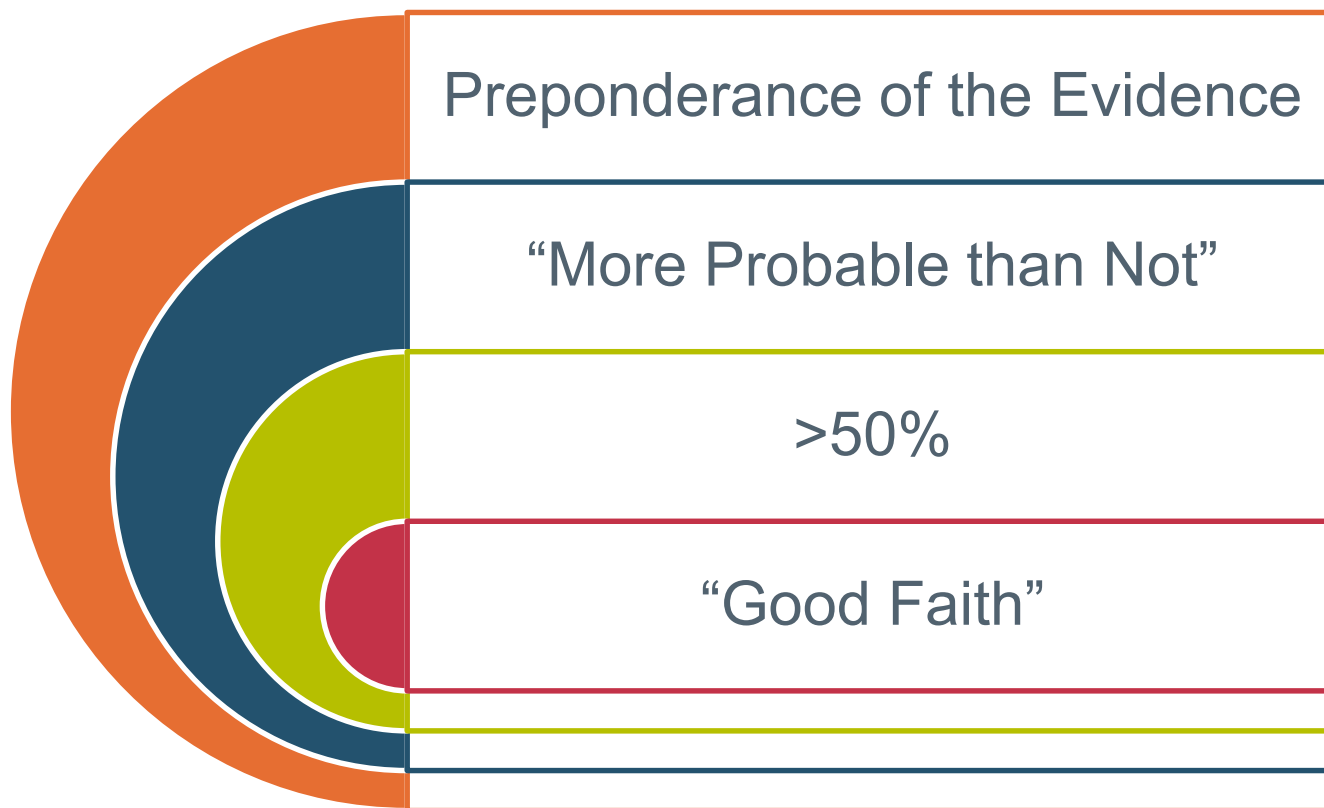 Preponderance of the Evidence
“More Probable than Not”
>50%
“Good Faith”